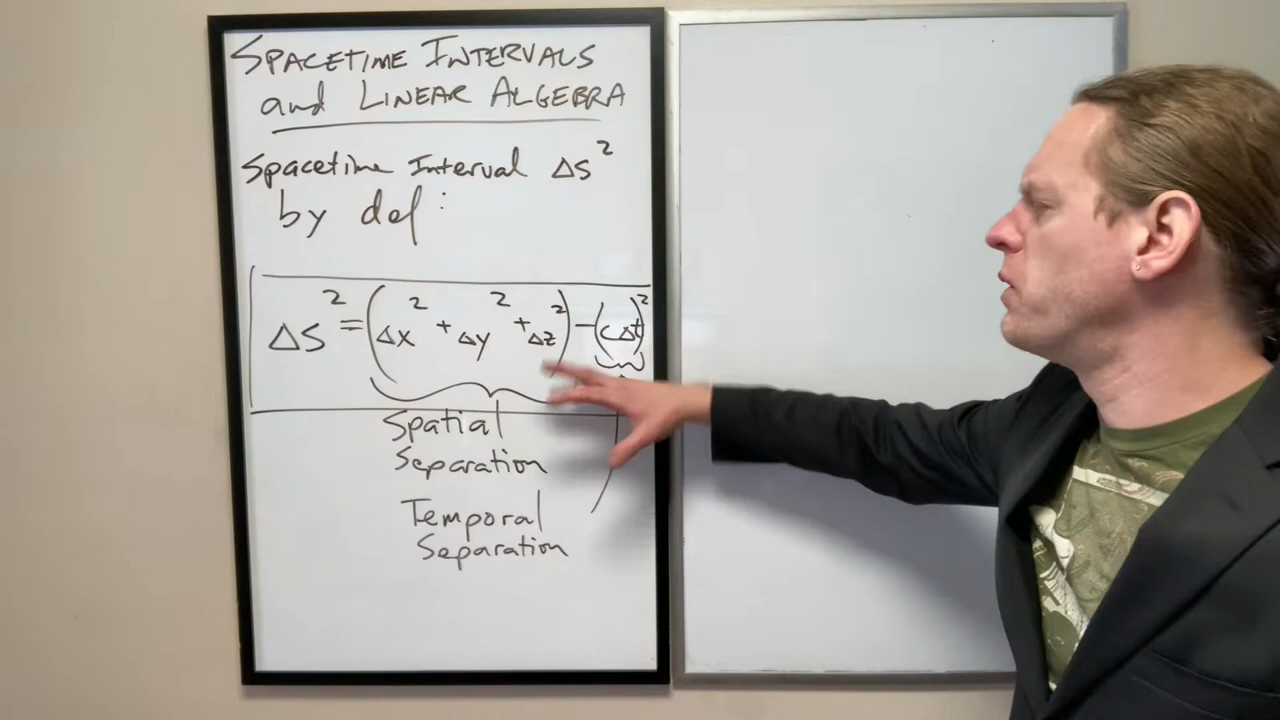 SPACETIME INTERVALS
and LINEAR ALGEBRA
Spacetime Interval Δs²
by def:
Δs² = (Δx² + Δy² + Δz²) - (cΔt)²
Spatial
Separation
Temporal
Separation